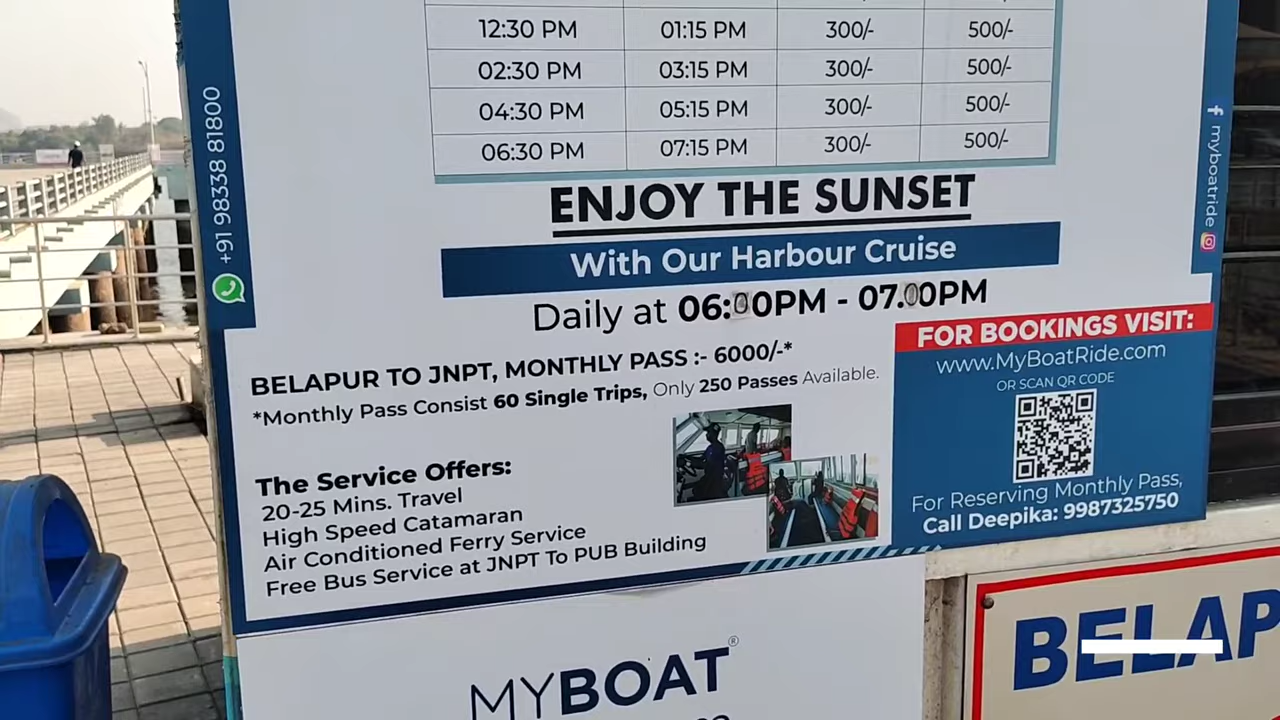 12:30 PM 01:15 PM 300/- 500/-
02:30 PM 03:15 PM 300/- 500/-
04:30 PM 05:15 PM 300/- 500/-
06:30 PM 07:15 PM 300/- 500/-
ENJOY THE SUNSET
With Our Harbour Cruise
Daily at 06:00PM - 07.00PM
BELAPUR TO JNPT, MONTHLY PASS :- 6000/-*
*Monthly Pass Consist 60 Single Trips, Only 250 Passes Available.
The Service Offers:
20-25 Mins. Travel
High Speed Catamaran
Air Conditioned Ferry Service
Free Bus Service at JNPT To PUB Building
FOR BOOKINGS VISIT:
www.MyBoatRide.com
OR SCAN QR CODE
For Reserving Monthly Pass,
Call Deepika: 9987325750
+91 98338 81800
myboatride
MYBOAT®
BELAP